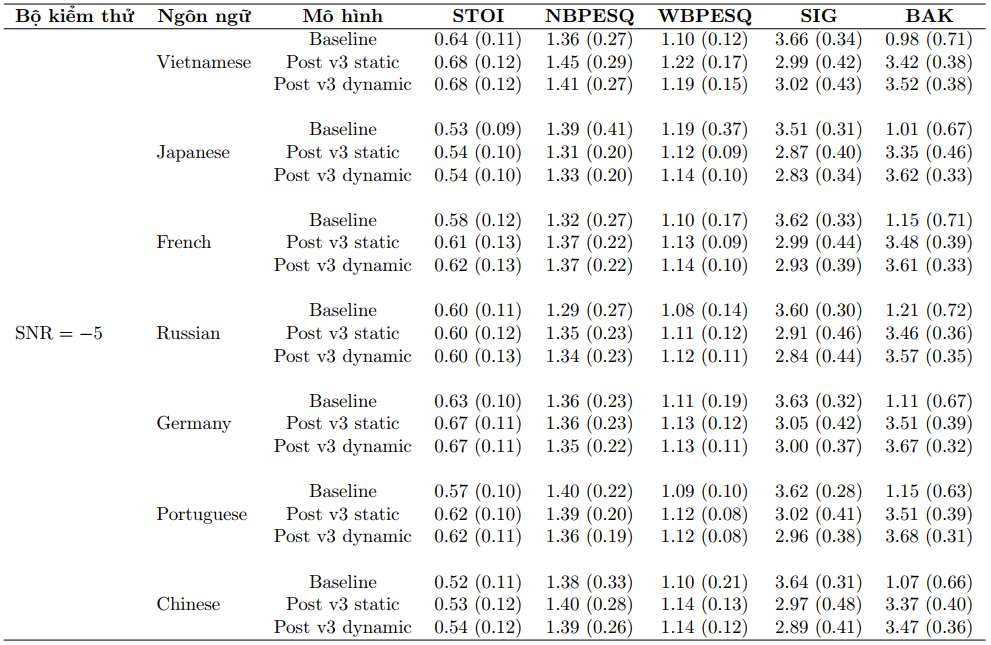 Bộ kiểm thử Ngôn ngữ Mô hình STOI NBPESQ WBPESQ SIG BAK
Baseline 0.64 (0.11) 1.36 (0.27) 1.10 (0.12) 3.66 (0.34) 0.98 (0.71)
Vietnamese Post v3 static 0.68 (0.12) 1.45 (0.29) 1.22 (0.17) 2.99 (0.42) 3.42 (0.38)
Post v3 dynamic 0.68 (0.12) 1.41 (0.27) 1.19 (0.15) 3.02 (0.43) 3.52 (0.38)
Baseline 0.53 (0.09) 1.39 (0.41) 1.19 (0.37) 3.51 (0.31) 1.01 (0.67)
Japanese Post v3 static 0.54 (0.10) 1.31 (0.20) 1.12 (0.09) 2.87 (0.40) 3.35 (0.46)
Post v3 dynamic 0.54 (0.10) 1.33 (0.20) 1.14 (0.10) 2.83 (0.34) 3.62 (0.33)
Baseline 0.58 (0.12) 1.32 (0.27) 1.10 (0.17) 3.62 (0.33) 1.15 (0.71)
French Post v3 static 0.61 (0.13) 1.37 (0.22) 1.13 (0.09) 2.99 (0.44) 3.48 (0.39)
Post v3 dynamic 0.62 (0.13) 1.37 (0.22) 1.14 (0.10) 2.93 (0.39) 3.61 (0.33)
Baseline 0.60 (0.11) 1.29 (0.27) 1.08 (0.14) 3.60 (0.30) 1.21 (0.72)
SNR = −5 Russian Post v3 static 0.60 (0.12) 1.35 (0.23) 1.11 (0.12) 2.91 (0.46) 3.46 (0.36)
Post v3 dynamic 0.60 (0.13) 1.34 (0.23) 1.12 (0.11) 2.84 (0.44) 3.57 (0.35)
Baseline 0.63 (0.10) 1.36 (0.23) 1.11 (0.19) 3.63 (0.32) 1.11 (0.67)
Germany Post v3 static 0.67 (0.11) 1.36 (0.23) 1.13 (0.12) 3.05 (0.42) 3.51 (0.39)
Post v3 dynamic 0.67 (0.11) 1.35 (0.22) 1.13 (0.11) 3.00 (0.37) 3.67 (0.32)
Baseline 0.57 (0.10) 1.40 (0.22) 1.09 (0.10) 3.62 (0.28) 1.15 (0.63)
Portuguese Post v3 static 0.62 (0.10) 1.39 (0.20) 1.12 (0.08) 3.02 (0.41) 3.51 (0.39)
Post v3 dynamic 0.62 (0.11) 1.36 (0.19) 1.12 (0.08) 2.96 (0.38) 3.68 (0.31)
Baseline 0.52 (0.11) 1.38 (0.33) 1.10 (0.21) 3.64 (0.31) 1.07 (0.66)
Chinese Post v3 static 0.53 (0.12) 1.40 (0.28) 1.14 (0.13) 2.97 (0.48) 3.37 (0.40)
Post v3 dynamic 0.54 (0.12) 1.39 (0.26) 1.14 (0.12) 2.89 (0.41) 3.47 (0.36)